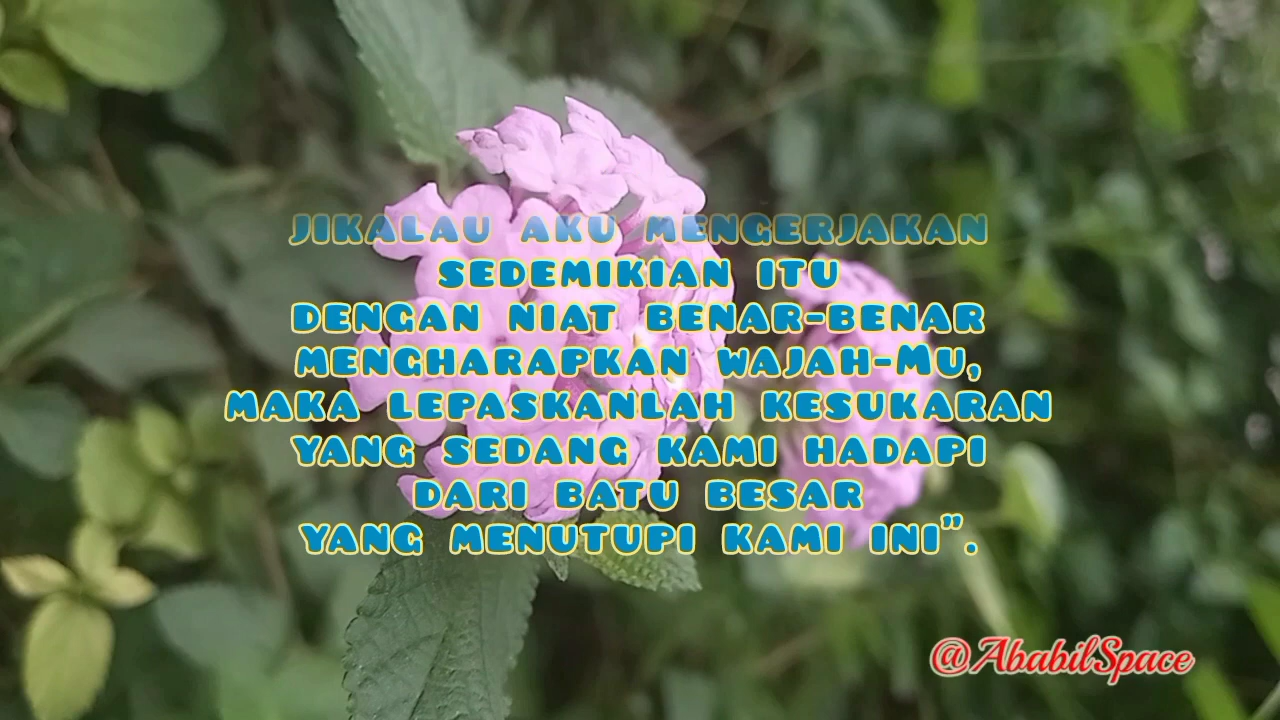 JIKALAU AKU MENGERJAKAN
SEDEMIKIAN ITU
DENGAN NIAT BENAR-BENAR
MENGHARAPKAN WAJAH-MU,
MAKA LEPASKANLAH KESUKARAN
YANG SEDANG KAMI HADAPI
DARI BATU BESAR
YANG MENUTUPI KAMI INI".
@AbabilSpace